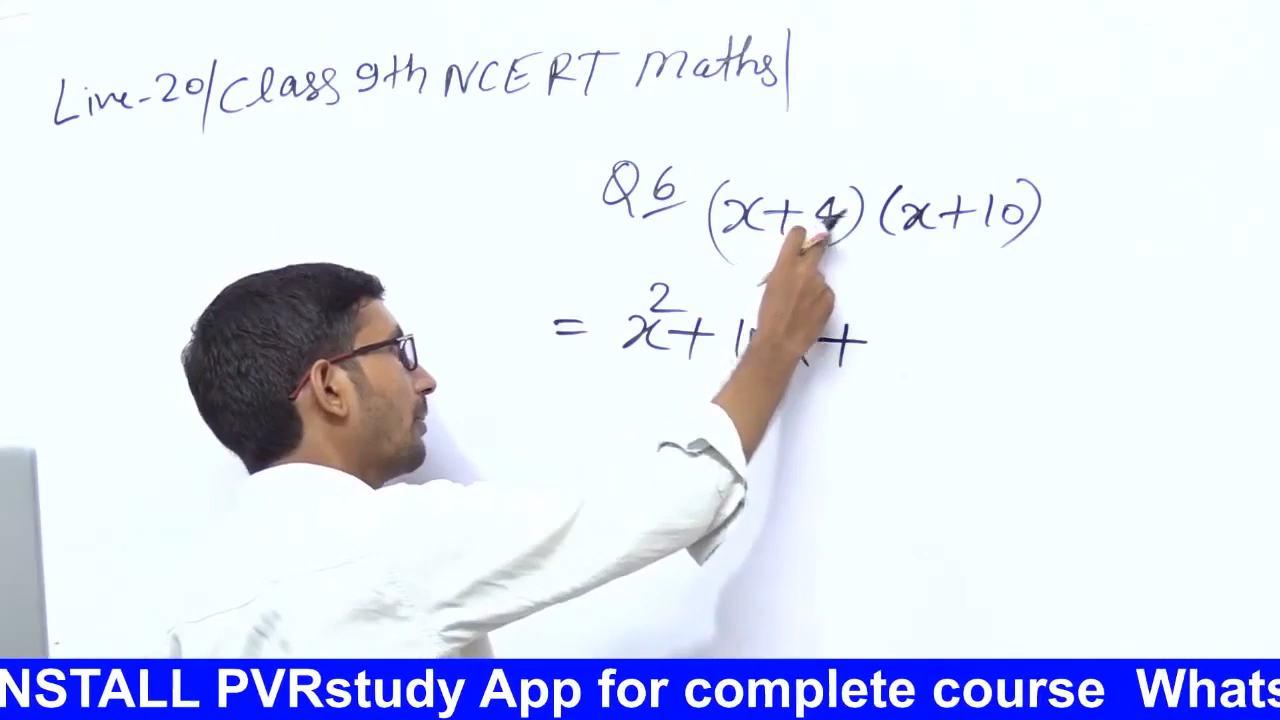 Live-20/Class 9th NCERT Maths|
Q6 (x+4)(x+10)
= x² + 1 +
NSTALL PVRstudy App for complete course Whats